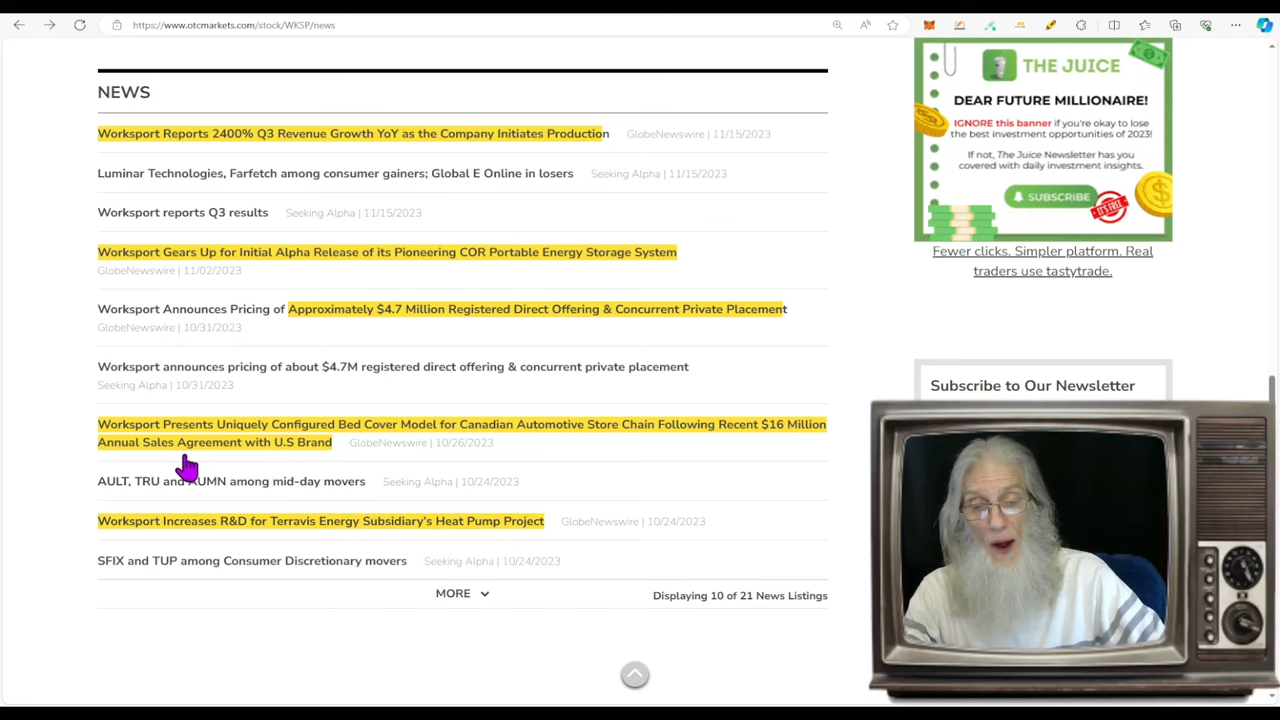 https://www.otcmarkets.com/stock/WKSP/news
NEWS
Worksport Reports 2400% Q3 Revenue Growth YoY as the Company Initiates Production GlobeNewswire | 11/15/2023
Luminar Technologies, Farfetch among consumer gainers; Global E Online in losers Seeking Alpha | 11/15/2023
Worksport reports Q3 results Seeking Alpha | 11/15/2023
Worksport Gears Up for Initial Alpha Release of its Pioneering COR Portable Energy Storage System
GlobeNewswire | 11/02/2023
Worksport Announces Pricing of Approximately $4.7 Million Registered Direct Offering & Concurrent Private Placement
GlobeNewswire | 10/31/2023
Worksport announces pricing of about $4.7M registered direct offering & concurrent private placement
Seeking Alpha | 10/31/2023
Worksport Presents Uniquely Configured Bed Cover Model for Canadian Automotive Store Chain Following Recent $16 Million
Annual Sales Agreement with U.S Brand GlobeNewswire | 10/26/2023
AULT, TRU and AUMN among mid-day movers Seeking Alpha | 10/24/2023
Worksport Increases R&D for Terravis Energy Subsidiary's Heat Pump Project GlobeNewswire | 10/24/2023
SFIX and TUP among Consumer Discretionary movers Seeking Alpha | 10/24/2023
MORE
Displaying 10 of 21 News Listings
THE JUICE
DEAR FUTURE MILLIONAIRE!
IGNORE this banner if you're okay to lose
the best investment opportunities of 2023!
If not, The Juice Newsletter has you
covered with daily investment insights.
SUBSCRIBE
IT'S FREE
Fewer clicks. Simpler platform. Real
traders use tastytrade.
Subscribe to Our Newsletter